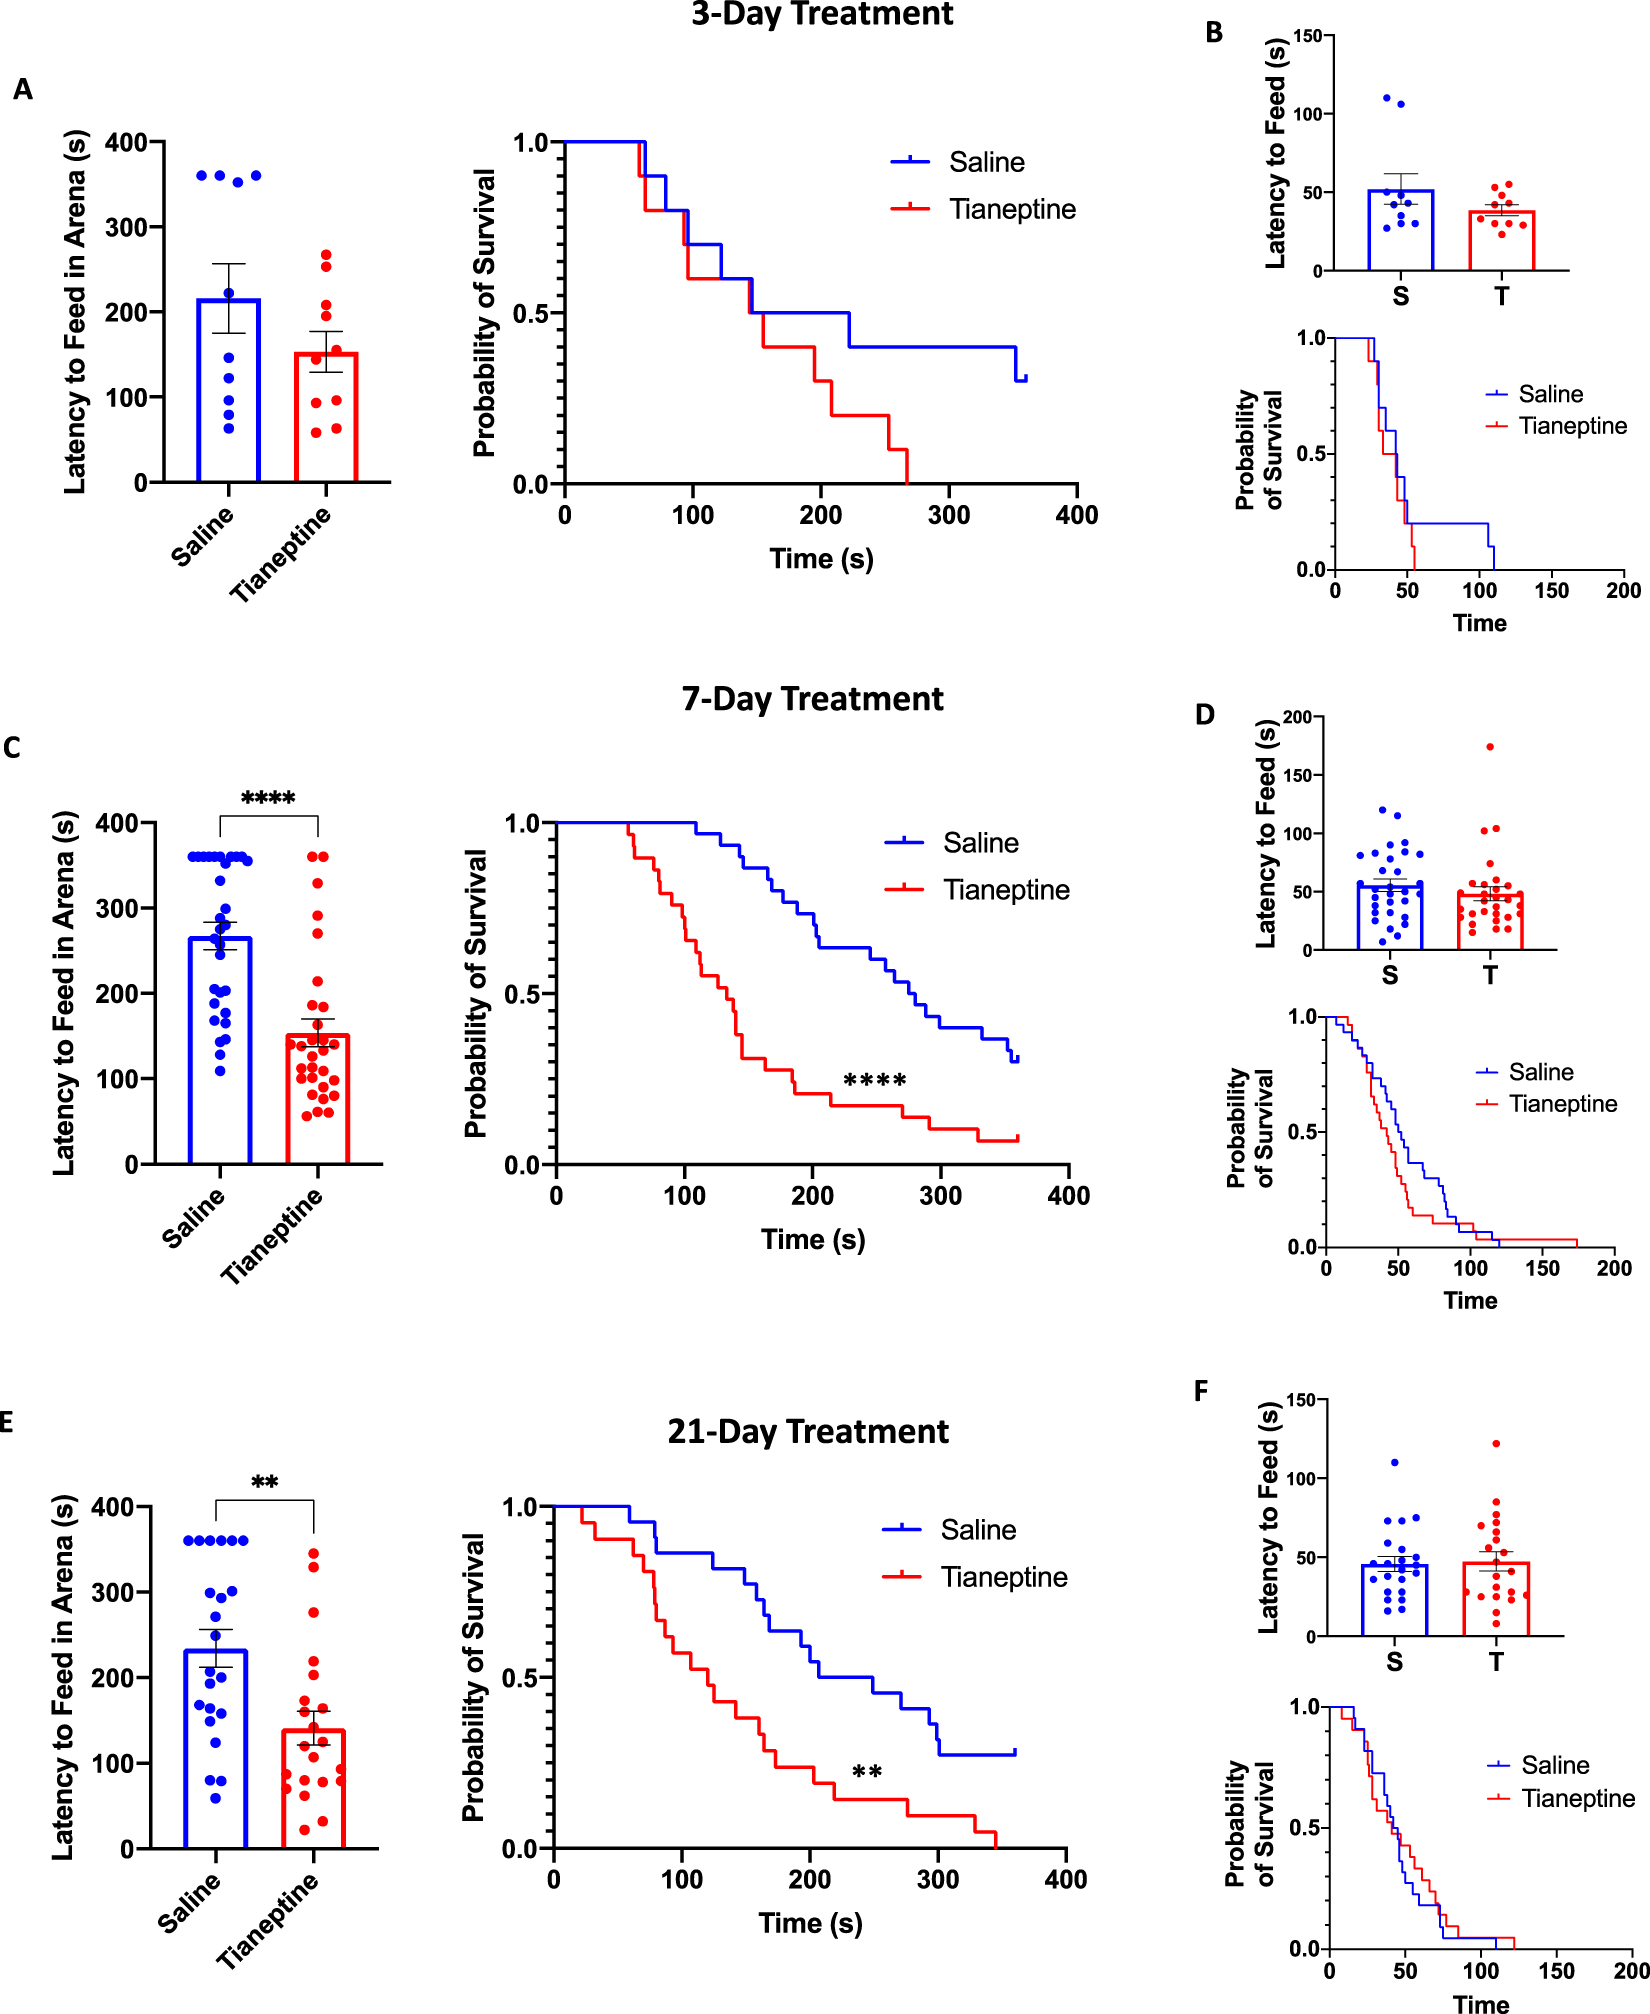 3-Day Treatment
A
Latency to Feed in Arena (s)
400
300
200
100
0
Saline
Tianeptine
Probability of Survival
1.0
0.5
0.0
0 100 200 300 400
Time (s)
Saline
Tianeptine
B
Latency to Feed (s)
150
100
50
0
S T
Probability
of Survival
1.0
0.5
0.0
0 50 100 150 200
Time
Saline
Tianeptine
7-Day Treatment
C
Latency to Feed in Arena (s)
400
300
200
100
0
****
Saline
Tianeptine
Probability of Survival
1.0
0.5
0.0
0 100 200 300 400
Time (s)
Saline
Tianeptine
****
D
Latency to Feed (s)
200
150
100
50
0
S T
Probability
of Survival
1.0
0.5
0.0
0 50 100 150 200
Time
Saline
Tianeptine
21-Day Treatment
E
Latency to Feed in Arena (s)
400
300
200
100
0
**
Saline
Tianeptine
Probability of Survival
1.0
0.5
0.0
0 100 200 300 400
Time (s)
Saline
Tianeptine
**
F
Latency to Feed (s)
150
100
50
0
S T
Probability
of Survival
1.0
0.5
0.0
0 50 100 150 200
Time
Saline
Tianeptine